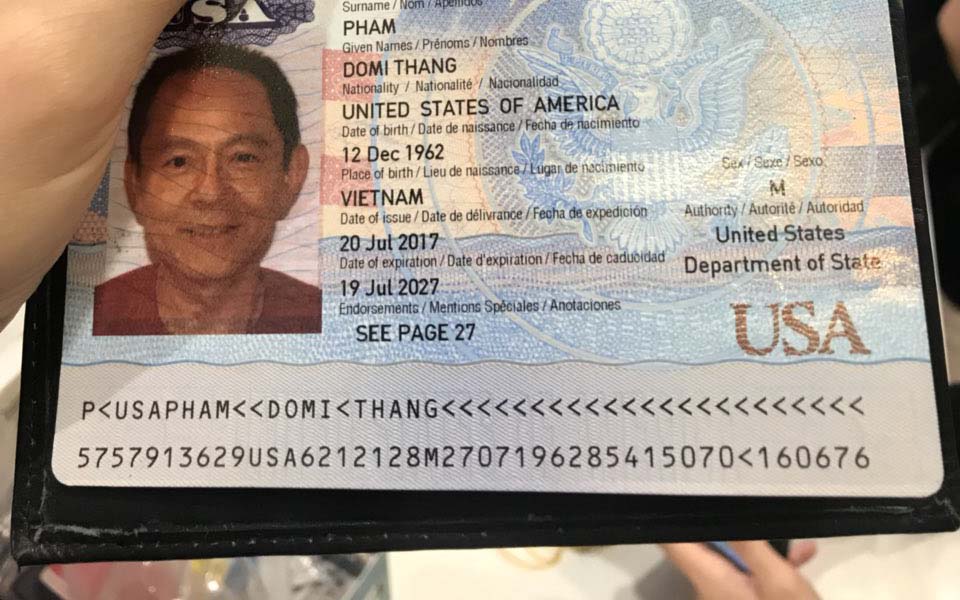 USA
Surname / Nom / Apellidos
PHAM
Given Names / Prénoms / Nombres
DOMI THANG
Nationality / Nationalité / Nacionalidad
UNITED STATES OF AMERICA
Date of birth / Date de naissance / Fecha de nacimiento
12 Dec 1962
Place of birth / Lieu de naissance / Lugar de nacimiento
Sex / Sexe / Sexo
VIETNAM
M
Date of issue / Date de délivrance / Fecha de expedición
Authority / Autorité / Autoridad
20 Jul 2017
United States
Date of expiration / Date d'expiration / Fecha de caducidad
Department of State
19 Jul 2027
Endorsements / Mentions Spéciales / Anotaciones
SEE PAGE 27
USA
P<USAPHAM<<DOMI<THANG<<<<<<<<<<<<<<<<<<<<<<<
5757913629USA6212128M2707196285415070<160676